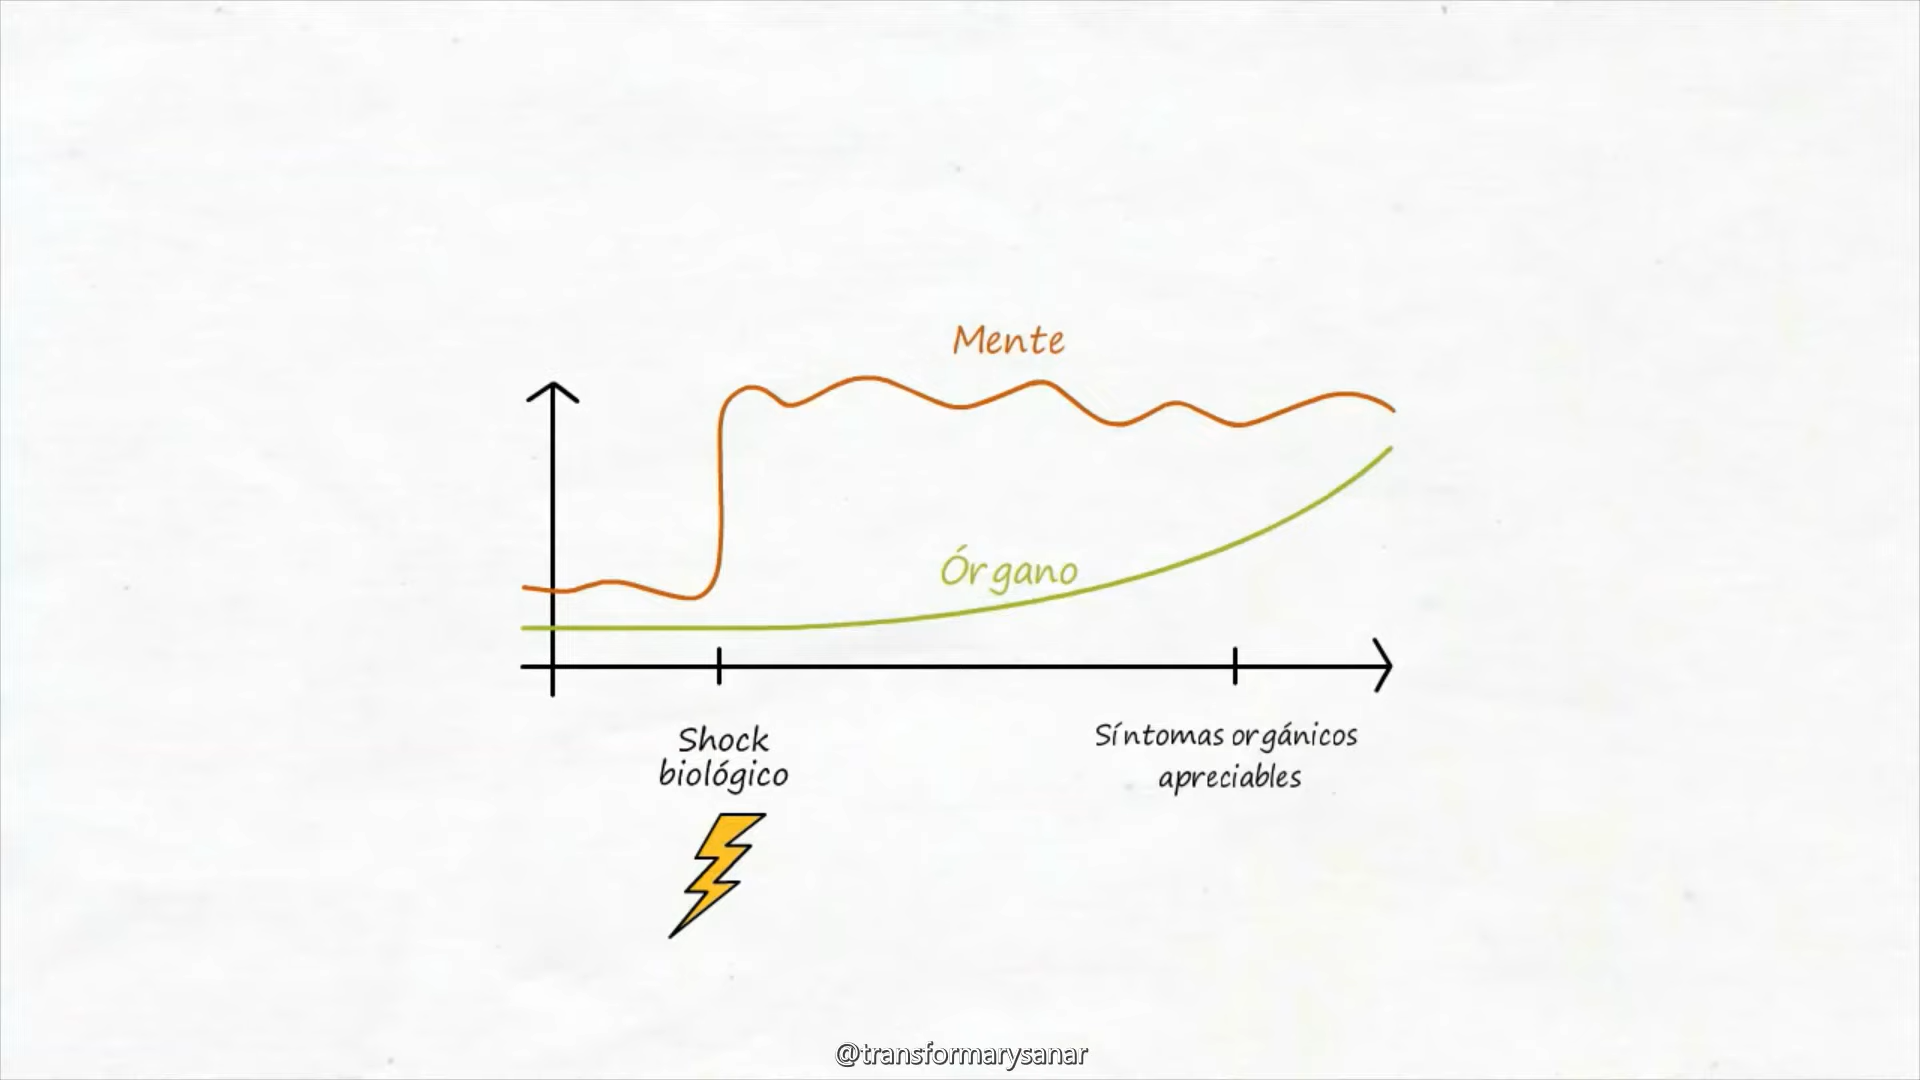 Mente
Órgano
Shock
biológico
Síntomas orgánicos
apreciables
@transformarysanar